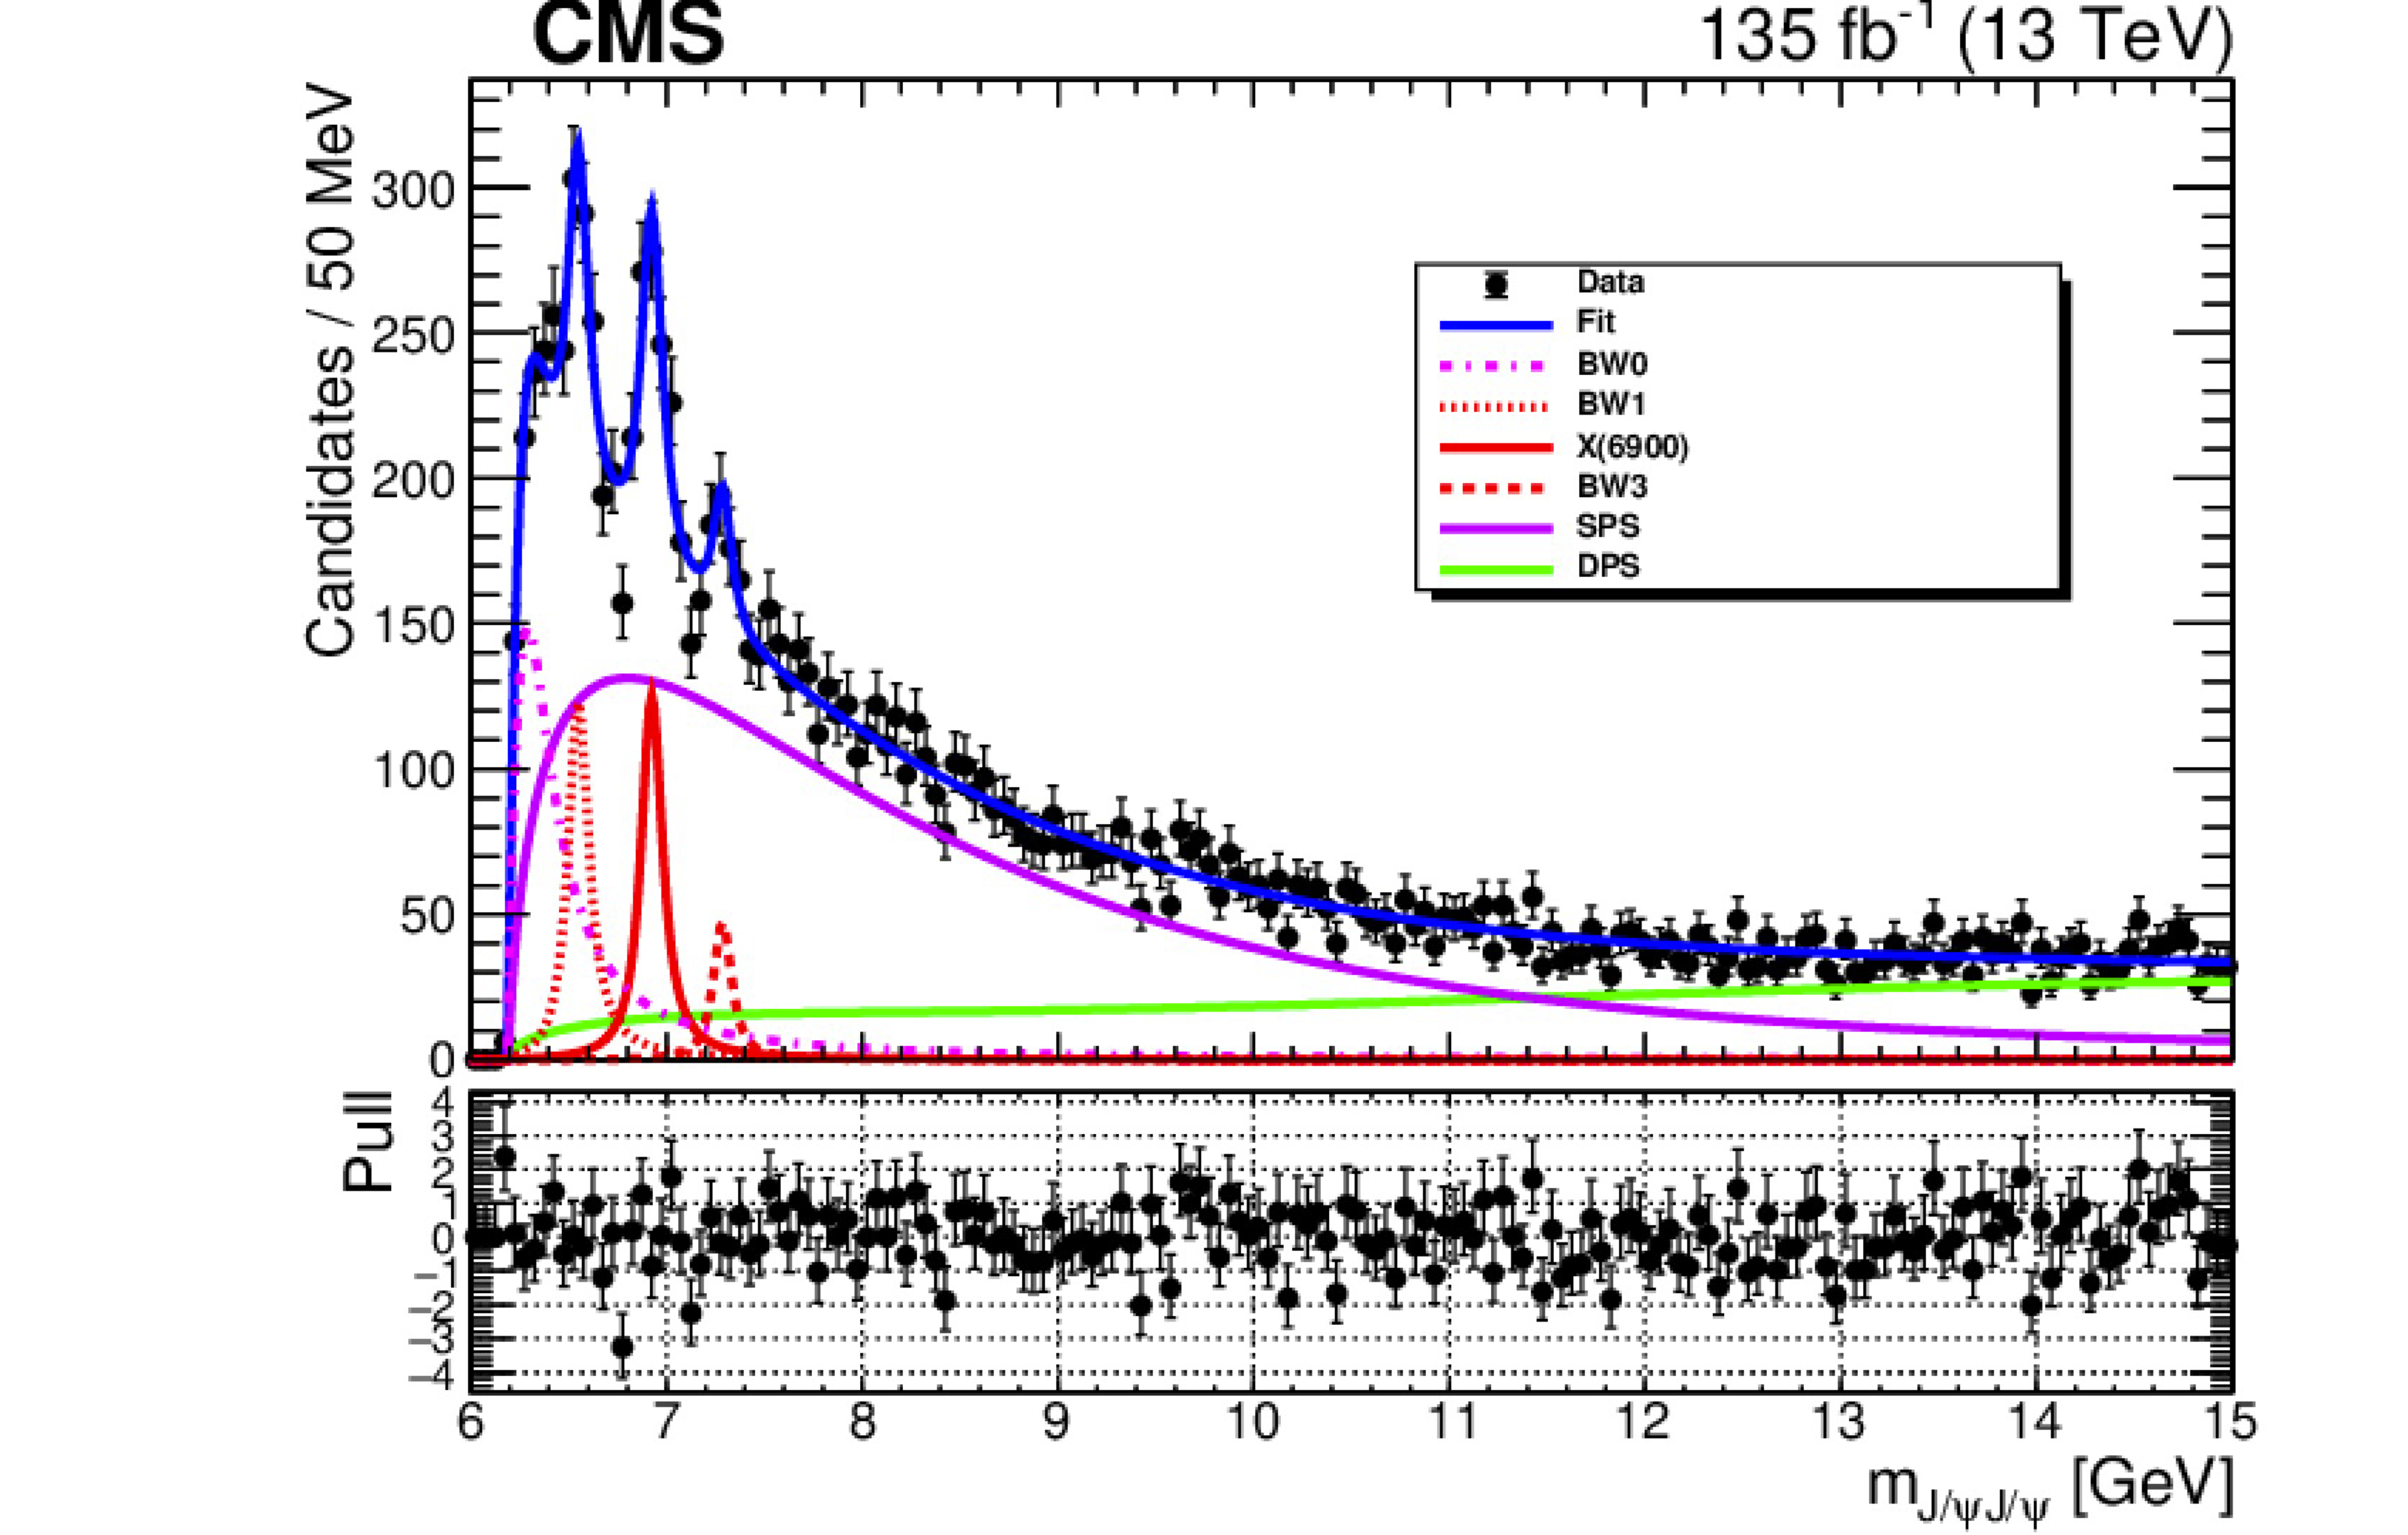 CMS
135 fb⁻¹ (13 TeV)
Candidates / 50 MeV
300
250
200
150
100
50
0
Data
Fit
BW0
BW1
X(6900)
BW3
SPS
DPS
Pull
4
3
2
1
0
−1
−2
−3
−4
6 7 8 9 10 11 12 13 14 15
m_J/ψJ/ψ [GeV]